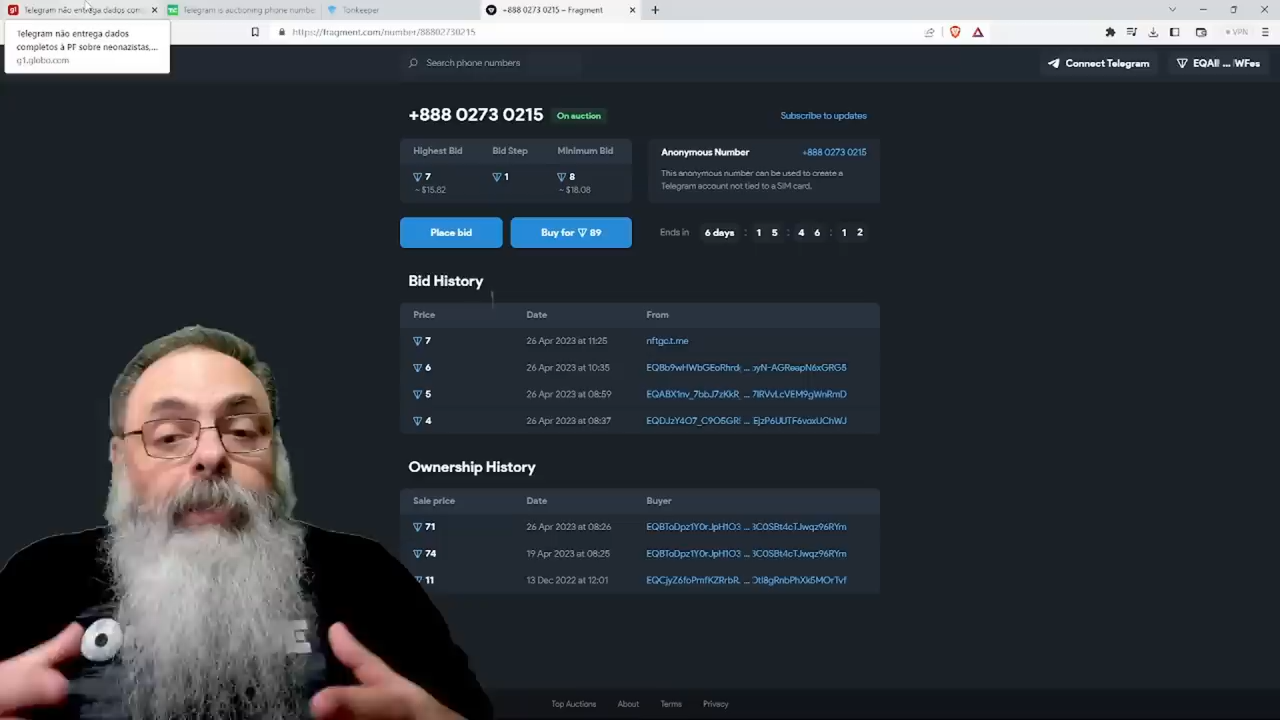 Telegram não entrega dados com
Telegram is auctioning phone numbe
Tonkeeper
+888 0273 0215 – Fragment
Telegram não entrega dados
completos à PF sobre neonazistas,...
g1.globo.com
https://fragment.com/number/88802730215
VPN
Search phone numbers
Connect Telegram
+888 0273 0215
On auction
Subscribe to updates
Highest Bid Bid Step Minimum Bid
7 1 8
~ $15.82 ~ $18.08
Anonymous Number +888 0273 0215
This anonymous number can be used to create a
Telegram account not tied to a SIM card.
Place bid
Buy for 89
Ends in 6 days : 1 5 : 4 6 : 1 2
Bid History
Price Date From
7 26 Apr 2023 at 11:25
6 26 Apr 2023 at 10:35
5 26 Apr 2023 at 08:59
4 26 Apr 2023 at 08:37
Ownership History
Sale price Date Buyer
71 26 Apr 2023 at 08:26
74 19 Apr 2023 at 08:25
11 13 Dec 2022 at 12:01
Top Auctions About Terms Privacy